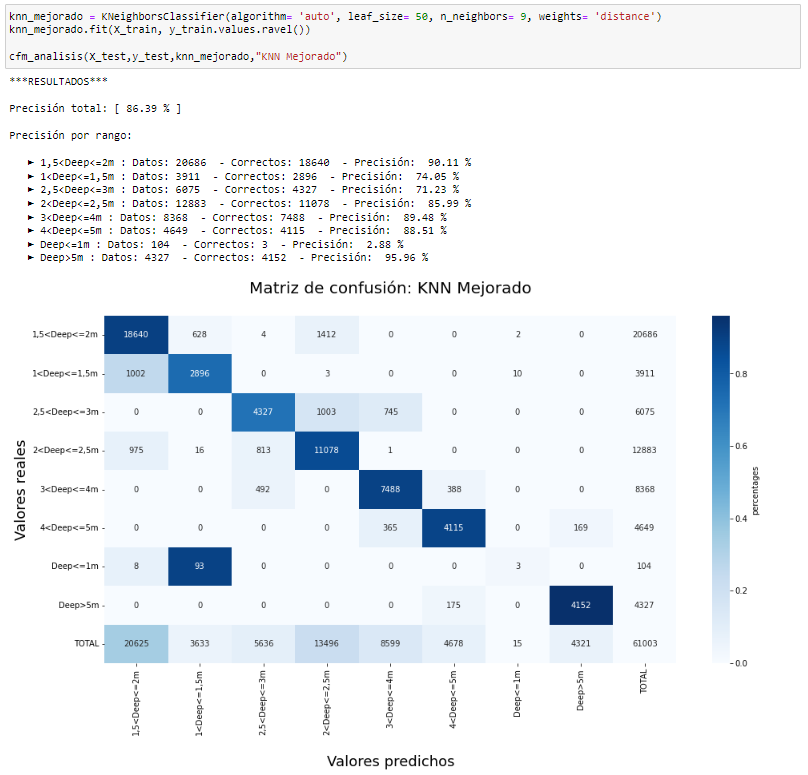 knn_mejorado = KNeighborsClassifier(algorithm= 'auto', leaf_size= 50, n_neighbors= 9, weights= 'distance')
knn_mejorado.fit(X_train, y_train.values.ravel())
cfm_analisis(X_test,y_test,knn_mejorado,"KNN Mejorado")
***RESULTADOS***
Precisión total: [ 86.39 % ]
Precisión por rango:
► 1,5<Deep<=2m : Datos: 20686 - Correctos: 18640 - Precisión: 90.11 %
► 1<Deep<=1,5m : Datos: 3911 - Correctos: 2896 - Precisión: 74.05 %
► 2,5<Deep<=3m : Datos: 6075 - Correctos: 4327 - Precisión: 71.23 %
► 2<Deep<=2,5m : Datos: 12883 - Correctos: 11078 - Precisión: 85.99 %
► 3<Deep<=4m : Datos: 8368 - Correctos: 7488 - Precisión: 89.48 %
► 4<Deep<=5m : Datos: 4649 - Correctos: 4115 - Precisión: 88.51 %
► Deep<=1m : Datos: 104 - Correctos: 3 - Precisión: 2.88 %
► Deep>5m : Datos: 4327 - Correctos: 4152 - Precisión: 95.96 %
Matriz de confusión: KNN Mejorado
1,5<Deep<=2m 18640 628 4 1412 0 0 2 0 20686
1<Deep<=1,5m 1002 2896 0 3 0 0 10 0 3911
2,5<Deep<=3m 0 0 4327 1003 745 0 0 0 6075
2<Deep<=2,5m 975 16 813 11078 1 0 0 0 12883
3<Deep<=4m 0 0 492 0 7488 388 0 0 8368
4<Deep<=5m 0 0 0 0 365 4115 0 169 4649
Deep<=1m 8 93 0 0 0 0 3 0 104
Deep>5m 0 0 0 0 0 175 0 4152 4327
TOTAL 20625 3633 5636 13496 8599 4678 15 4321 61003
Valores reales
1,5<Deep<=2m
1<Deep<=1,5m
2,5<Deep<=3m
2<Deep<=2,5m
3<Deep<=4m
4<Deep<=5m
Deep<=1m
Deep>5m
TOTAL
Valores predichos
0.8
0.6
0.4
0.2
0.0
percentages